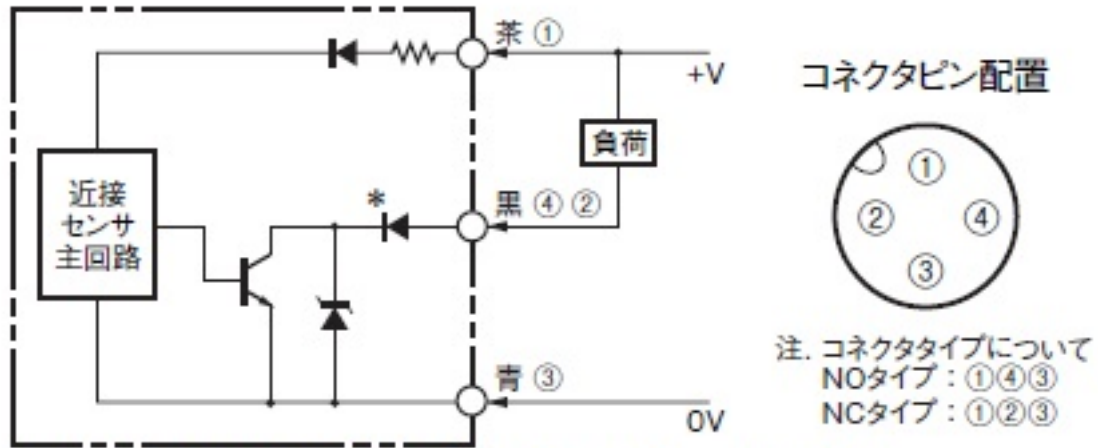 茶 ①
+V
負荷
近接
センサ
主回路
*
黒 ④ ②
青 ③
0V
コネクタピン配置
①
② ④
③
注. コネクタタイプについて
NOタイプ：①④③
NCタイプ：①②③